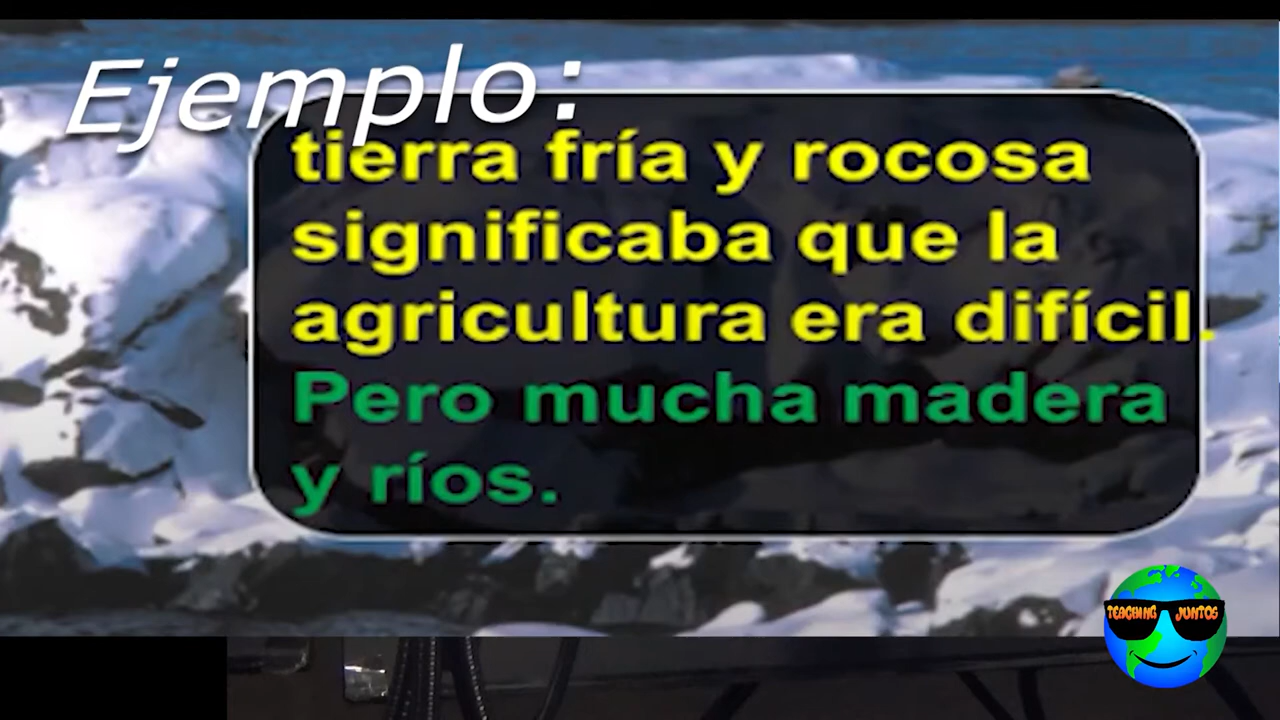 Ejemplo:
tierra fría y rocosa
significaba que la
agricultura era difícil.
Pero mucha madera
y ríos.
TEACHING JUNTOS